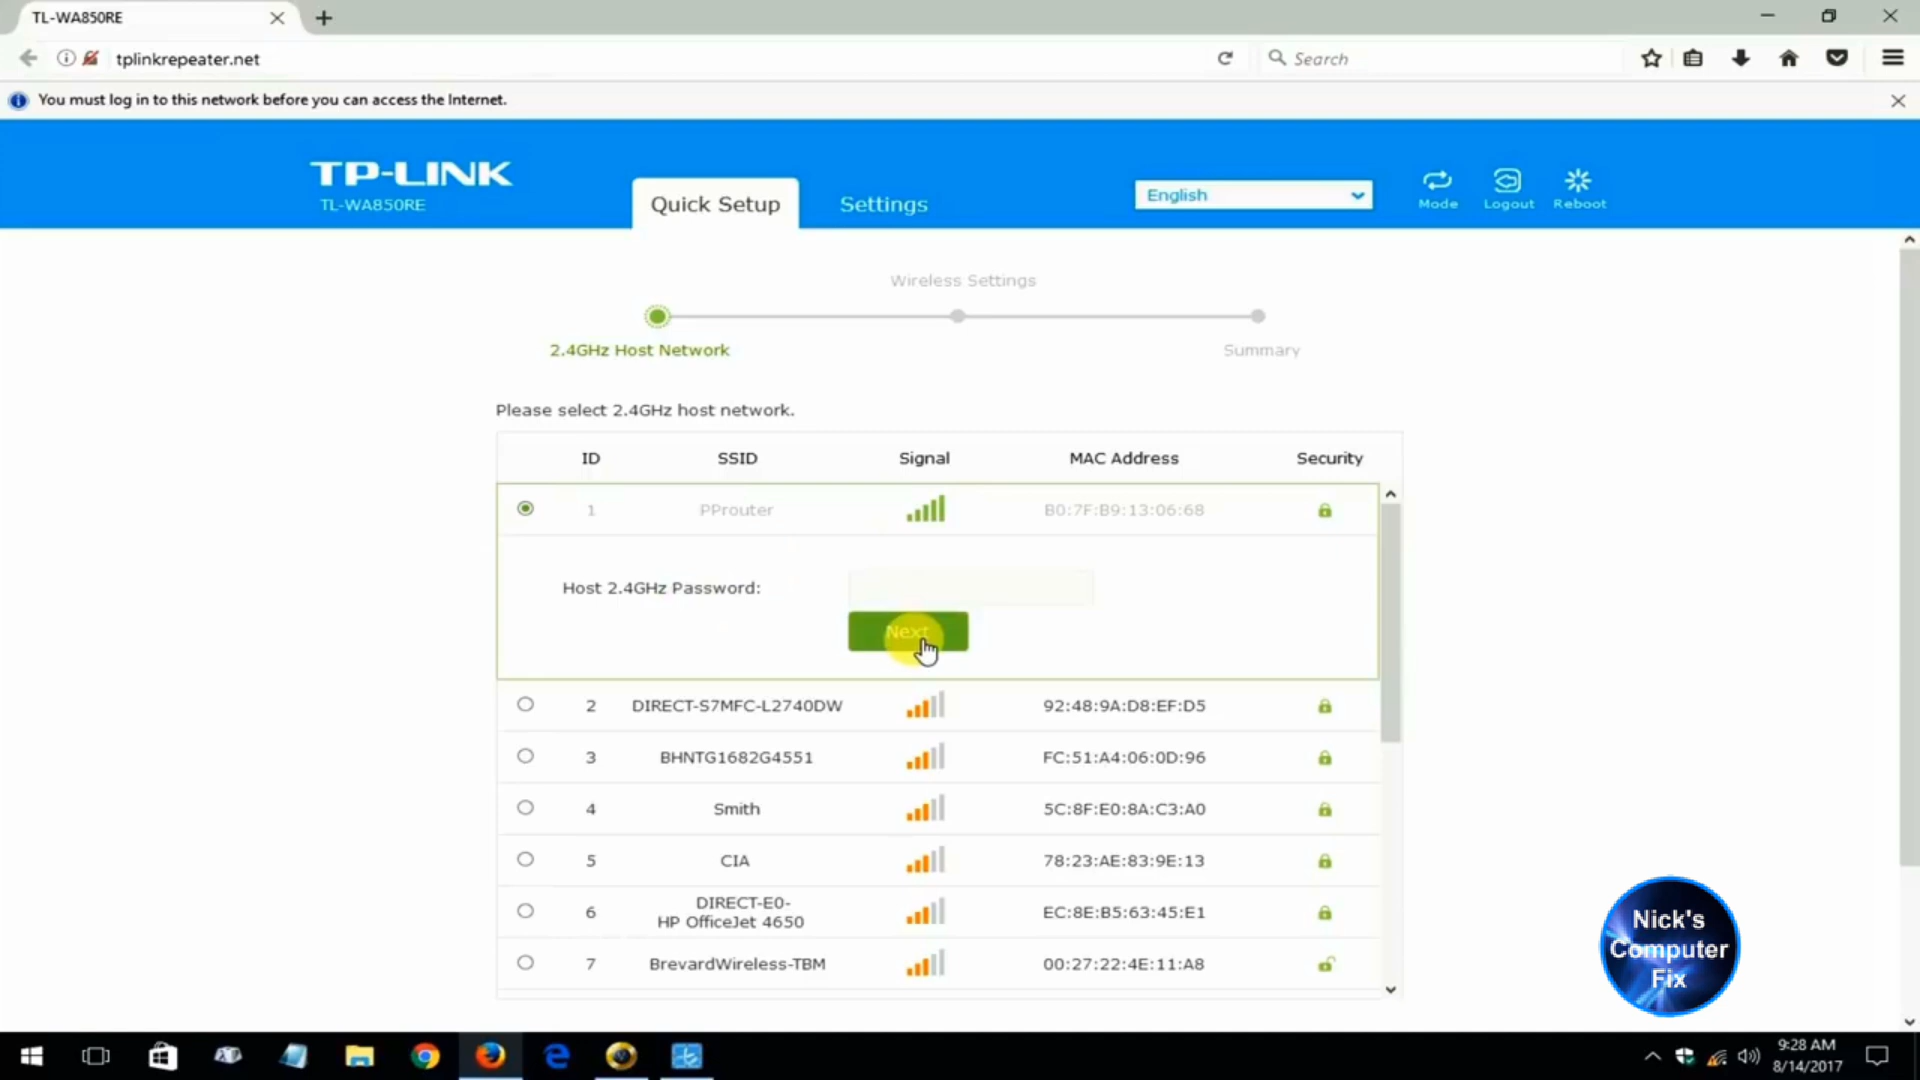 TL-WA850RE
tplinkrepeater.net
Search
You must log in to this network before you can access the Internet.
TP-LINK
TL-WA850RE
Quick Setup
Settings
English
Mode
Logout
Reboot
Wireless Settings
2.4GHz Host Network
Summary
Please select 2.4GHz host network.
ID SSID Signal MAC Address Security
1 PProuter B0:7F:B9:13:06:68
Host 2.4GHz Password:
Next
2 DIRECT-S7MFC-L2740DW 92:48:9A:D8:EF:D5
3 BHNTG1682G4551 FC:51:A4:06:0D:96
4 Smith 5C:8F:E0:8A:C3:A0
5 CIA 78:23:AE:83:9E:13
DIRECT-E0-
6 HP OfficeJet 4650 EC:8E:B5:63:45:E1
7 BrevardWireless-TBM 00:27:22:4E:11:A8
Nick's
Computer
Fix
9:28 AM
8/14/2017